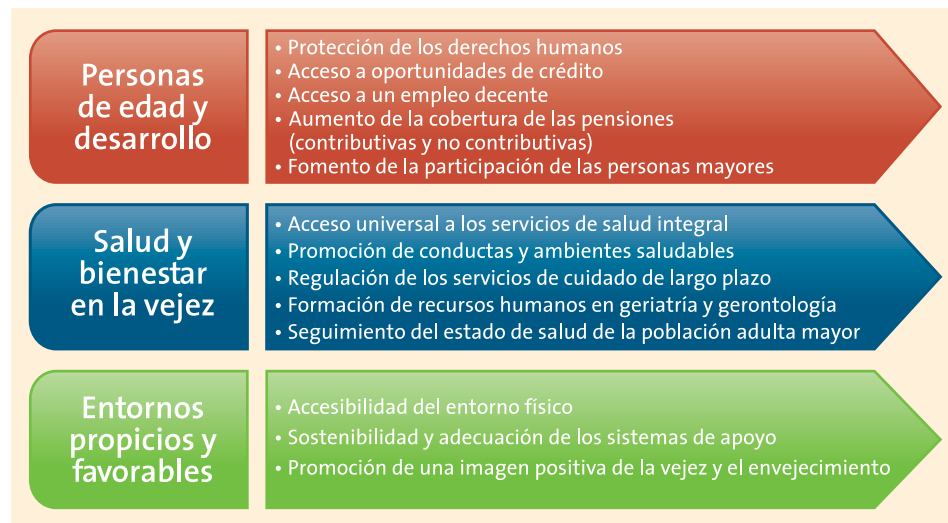 Personas
de edad y
desarrollo
• Protección de los derechos humanos
• Acceso a oportunidades de crédito
• Acceso a un empleo decente
• Aumento de la cobertura de las pensiones
(contributivas y no contributivas)
• Fomento de la participación de las personas mayores
Salud y
bienestar
en la vejez
• Acceso universal a los servicios de salud integral
• Promoción de conductas y ambientes saludables
• Regulación de los servicios de cuidado de largo plazo
• Formación de recursos humanos en geriatría y gerontología
• Seguimiento del estado de salud de la población adulta mayor
Entornos
propicios y
favorables
• Accesibilidad del entorno físico
• Sostenibilidad y adecuación de los sistemas de apoyo
• Promoción de una imagen positiva de la vejez y el envejecimiento